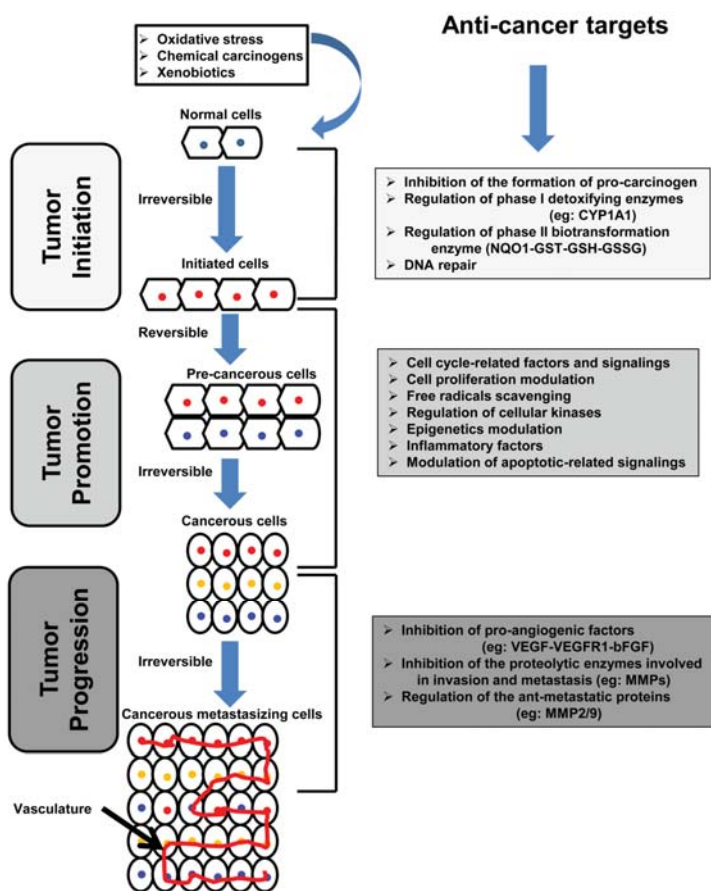 Anti-cancer targets
➢ Oxidative stress
➢ Chemical carcinogens
➢ Xenobiotics
Normal cells
Tumor
Initiation
Irreversible
Initiated cells
➢ Inhibition of the formation of pro-carcinogen
➢ Regulation of phase I detoxifying enzymes
(eg: CYP1A1)
➢ Regulation of phase II biotransformation
enzyme (NQO1-GST-GSH-GSSG)
➢ DNA repair
Reversible
Tumor
Promotion
Pre-cancerous cells
Irreversible
Cancerous cells
➢ Cell cycle-related factors and signalings
➢ Cell proliferation modulation
➢ Free radicals scavenging
➢ Regulation of cellular kinases
➢ Epigenetics modulation
➢ Inflammatory factors
➢ Modulation of apoptotic-related signalings
Tumor
Progression
Irreversible
Cancerous metastasizing cells
➢ Inhibition of pro-angiogenic factors
(eg: VEGF-VEGFR1-bFGF)
➢ Inhibition of the proteolytic enzymes involved
in invasion and metastasis (eg: MMPs)
➢ Regulation of the ant-metastatic proteins
(eg: MMP2/9)
Vasculature